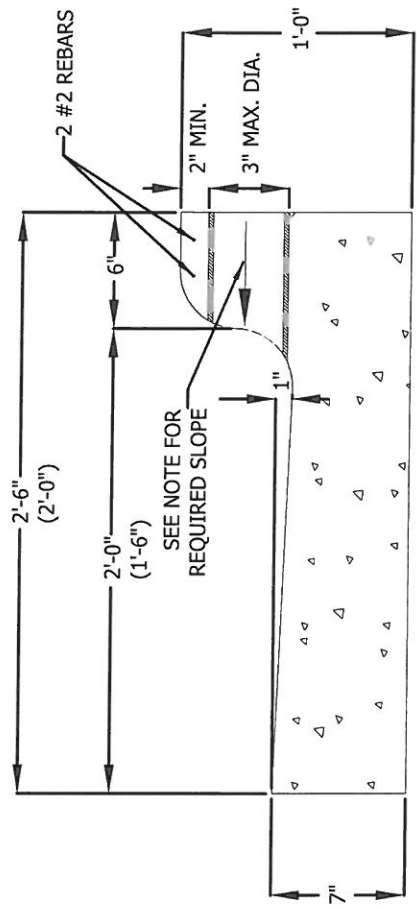 2'-6"
(2'-0")
2'-0"
(1'-6")
6"
2 #2 REBARS
2" MIN.
3" MAX. DIA.
1'-0"
SEE NOTE FOR
REQUIRED SLOPE
1"
7"